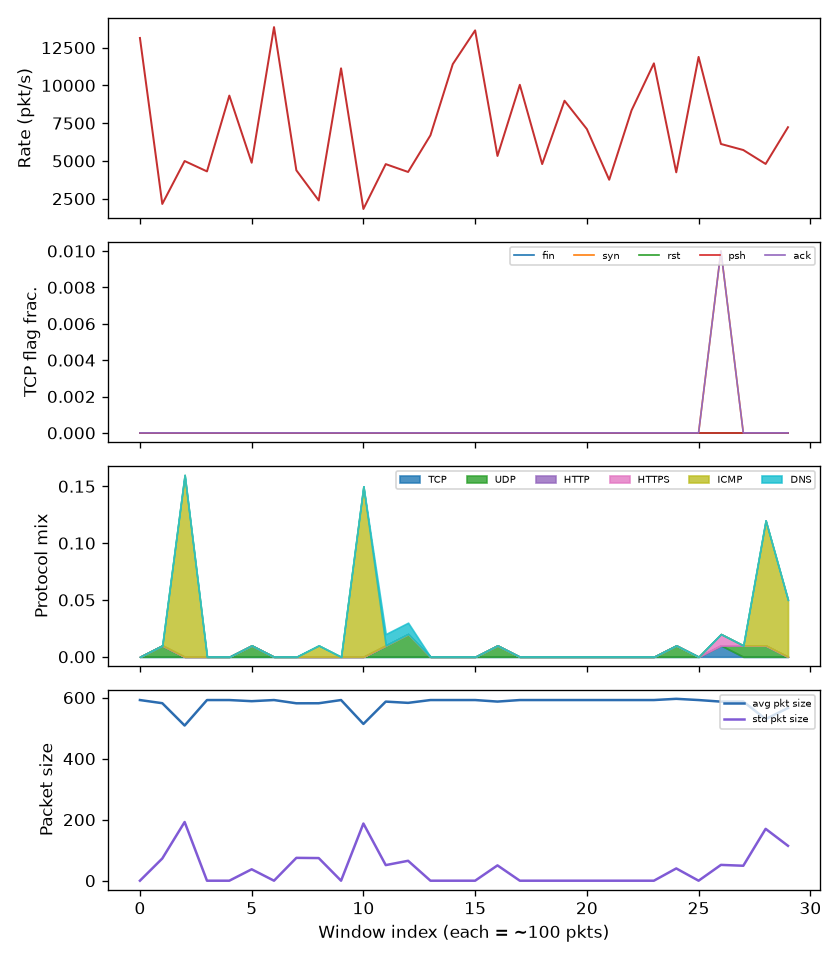 12500
10000
7500
5000
2500
Rate (pkt/s)
0.010
0.008
0.006
0.004
0.002
0.000
TCP flag frac.
fin syn rst psh ack
0.15
0.10
0.05
0.00
Protocol mix
TCP UDP HTTP HTTPS ICMP DNS
600
400
200
0
Packet size
avg pkt size
std pkt size
0 5 10 15 20 25 30
Window index (each = ~100 pkts)